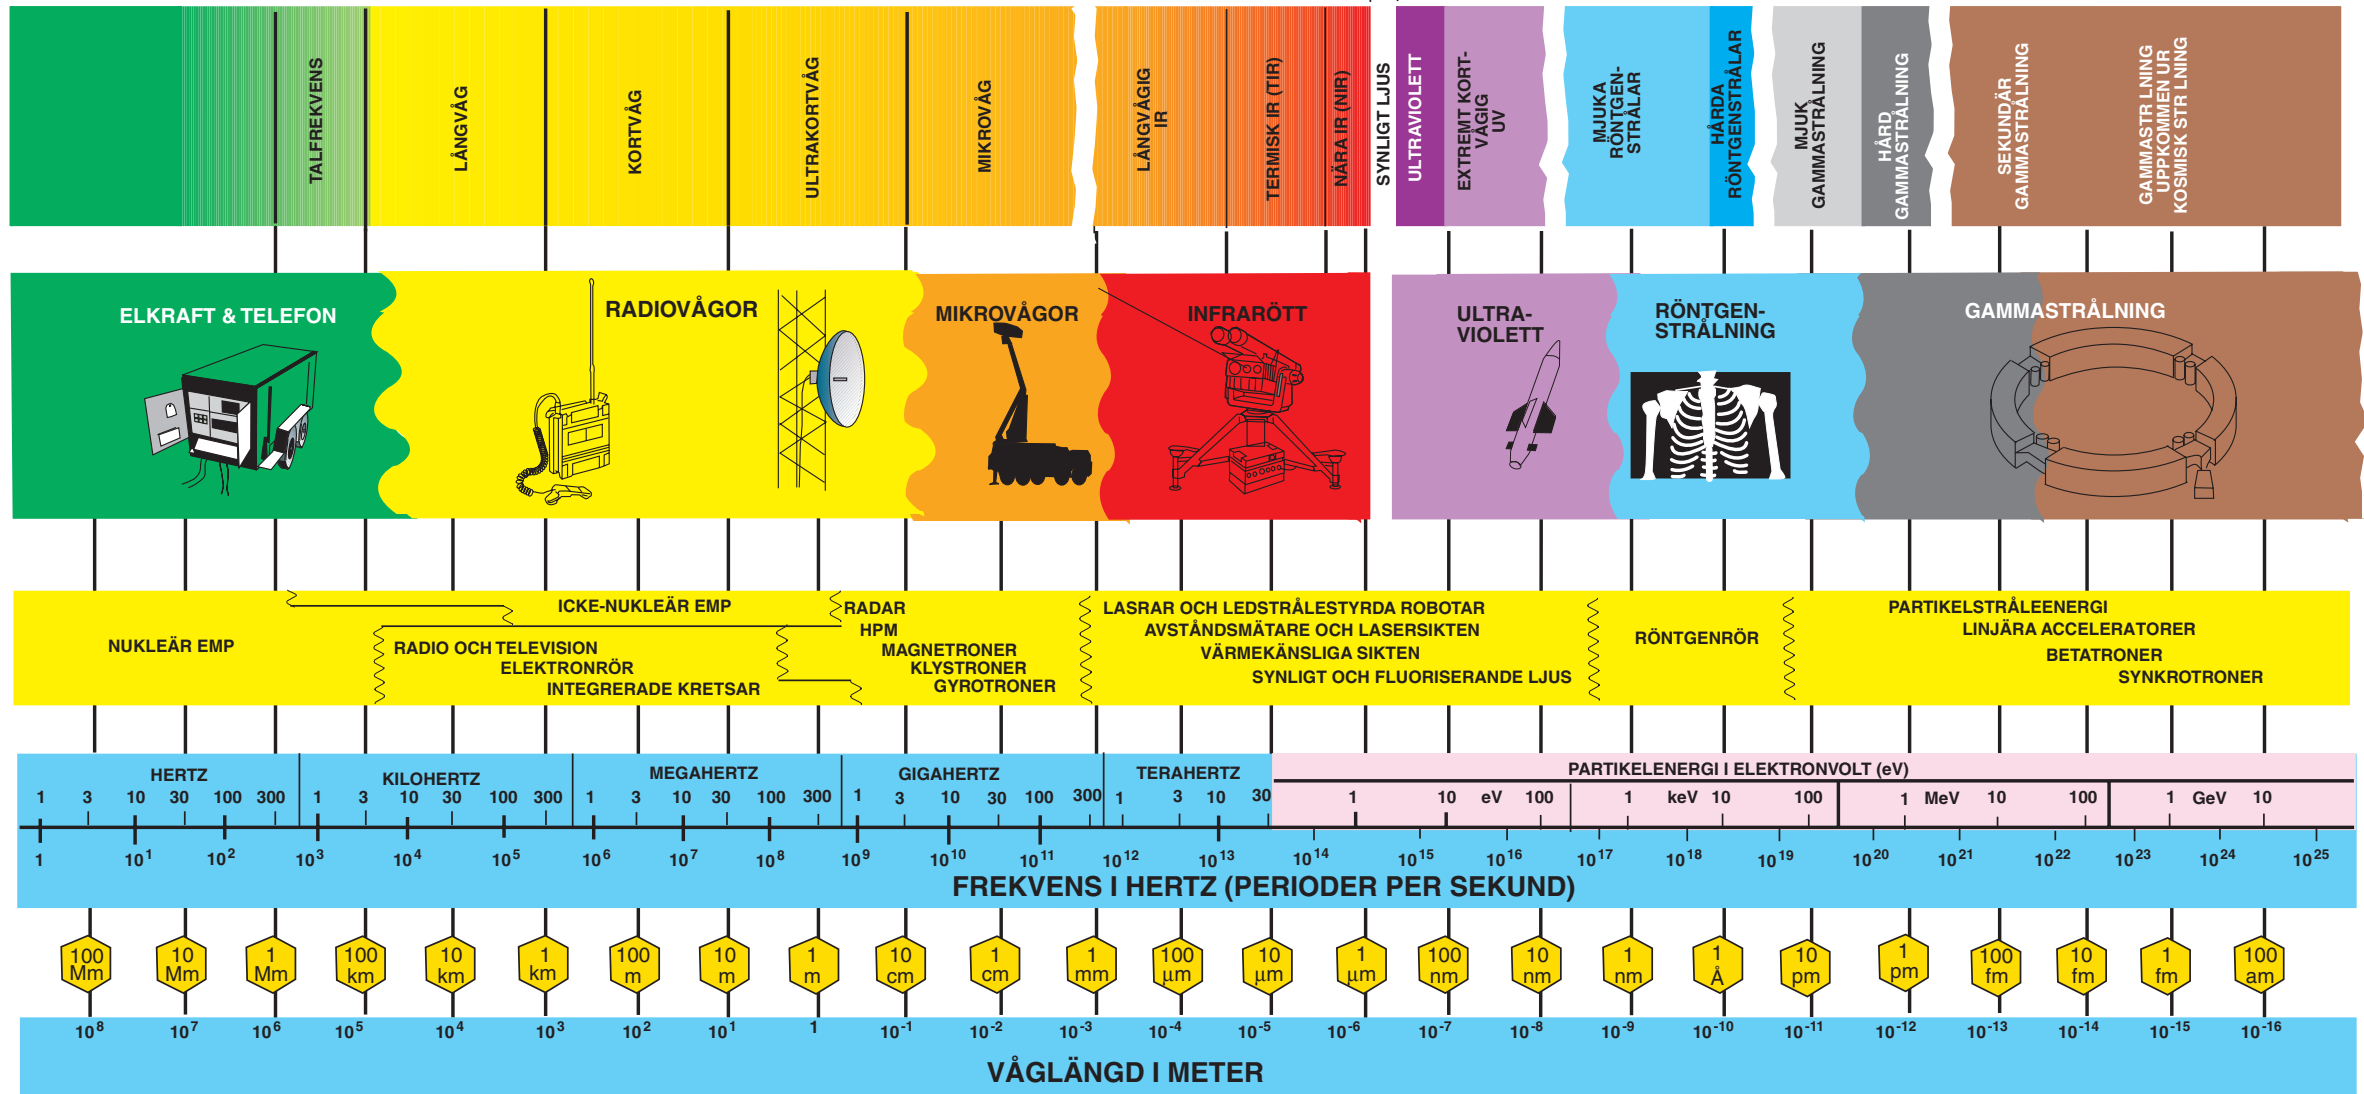 TALFREKVENS
LÅNGVÅG
KORTVÅG
ULTRAKORTVÅG
MIKROVÅG
LÅNGVÅGIG
IR
TERMISK IR (TIR)
NÄRA IR (NIR)
SYNLIGT LJUS
ULTRAVIOLETT
EXTREMT KORT-
VÅGIG
UV
MJUKA
RÖNTGEN-
STRÅLAR
HÅRDA
RÖNTGENSTRÅLAR
MJUK
GAMMASTRÅLNING
HÅRD
GAMMASTRÅLNING
SEKUNDÄR
GAMMASTRÅLNING
GAMMASTR LNING
UPPKOMMEN UR
KOSMISK STR LNING
ELKRAFT & TELEFON
RADIOVÅGOR
MIKROVÅGOR
INFRARÖTT
ULTRA-
VIOLETT
RÖNTGEN-
STRÅLNING
GAMMASTRÅLNING
NUKLEÄR EMP
ICKE-NUKLEÄR EMP
RADIO OCH TELEVISION
ELEKTRONRÖR
INTEGRERADE KRETSAR
RADAR
HPM
MAGNETRONER
KLYSTRONER
GYROTRONER
LASRAR OCH LEDSTRÅLESTYRDA ROBOTAR
AVSTÅNDSMÄTARE OCH LASERSIKTEN
VÄRMEKÄNSLIGA SIKTEN
SYNLIGT OCH FLUORISERANDE LJUS
RÖNTGENRÖR
PARTIKELSTRÅLEENERGI
LINJÄRA ACCELERATORER
BETATRONER
SYNKROTRONER
HERTZ KILOHERTZ MEGAHERTZ GIGAHERTZ TERAHERTZ PARTIKELENERGI I ELEKTRONVOLT (eV)
1 3 10 30 100 300 1 3 10 30 100 300 1 3 10 30 100 300 1 3 10 30 100 300 1 3 10 30 1 10 eV 100 1 keV 10 100 1 MeV 10 100 1 GeV 10
1 10¹ 10² 10³ 10⁴ 10⁵ 10⁶ 10⁷ 10⁸ 10⁹ 10¹⁰ 10¹¹ 10¹² 10¹³ 10¹⁴ 10¹⁵ 10¹⁶ 10¹⁷ 10¹⁸ 10¹⁹ 10²⁰ 10²¹ 10²² 10²³ 10²⁴ 10²⁵
FREKVENS I HERTZ (PERIODER PER SEKUND)
100 Mm
10 Mm
1 Mm
100 km
10 km
1 km
100 m
10 m
1 m
10 cm
1 cm
1 mm
100 µm
10 µm
1 µm
100 nm
10 nm
1 nm
1 Å
10 pm
1 pm
100 fm
10 fm
1 fm
100 am
10⁸ 10⁷ 10⁶ 10⁵ 10⁴ 10³ 10² 10¹ 1 10⁻¹ 10⁻² 10⁻³ 10⁻⁴ 10⁻⁵ 10⁻⁶ 10⁻⁷ 10⁻⁸ 10⁻⁹ 10⁻¹⁰ 10⁻¹¹ 10⁻¹² 10⁻¹³ 10⁻¹⁴ 10⁻¹⁵ 10⁻¹⁶
VÅGLÄNGD I METER